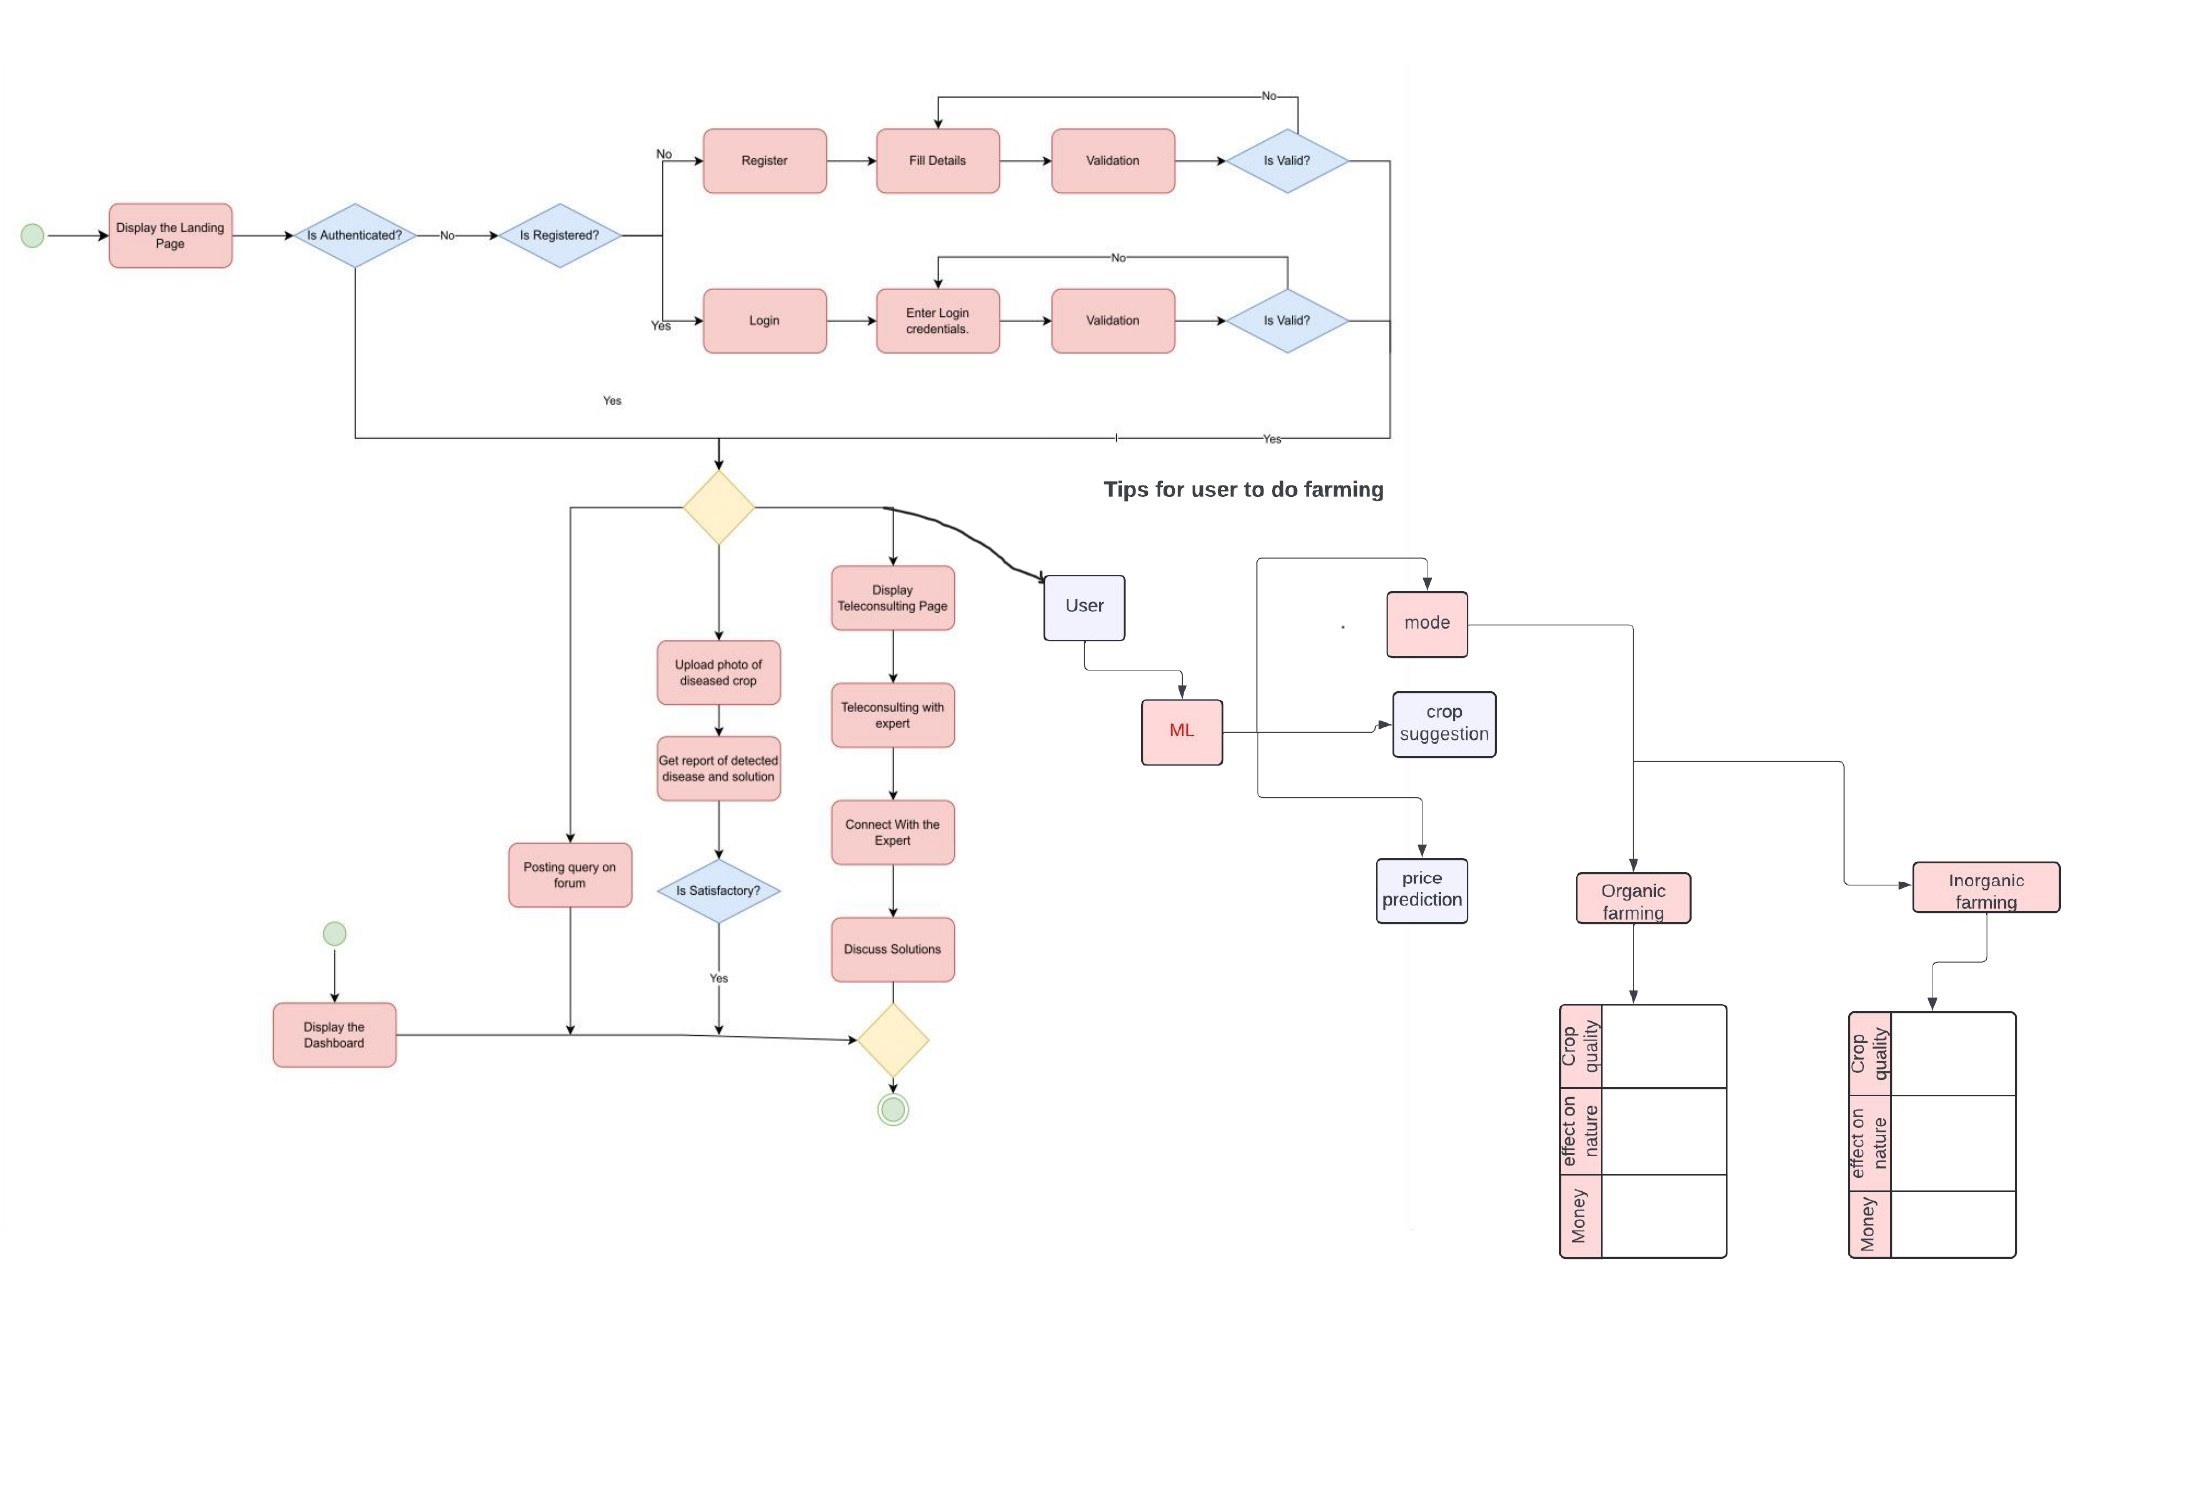 No
Register
Fill Details
Validation
Is Valid?
No
Display the Landing
Page
Is Authenticated?
No
Is Registered?
No
Login
Enter Login
credentials.
Validation
Is Valid?
Yes
Yes
Yes
Tips for user to do farming
Display
Teleconsulting Page
User
mode
Upload photo of
diseased crop
Teleconsulting with
expert
ML
crop
suggestion
Get report of detected
disease and solution
Connect With the
Expert
Posting query on
forum
Is Satisfactory?
price
prediction
Organic
farming
Inorganic
farming
Discuss Solutions
Yes
Display the
Dashboard
Crop
quality
effect on
nature
Money
Crop
quality
effect on
nature
Money